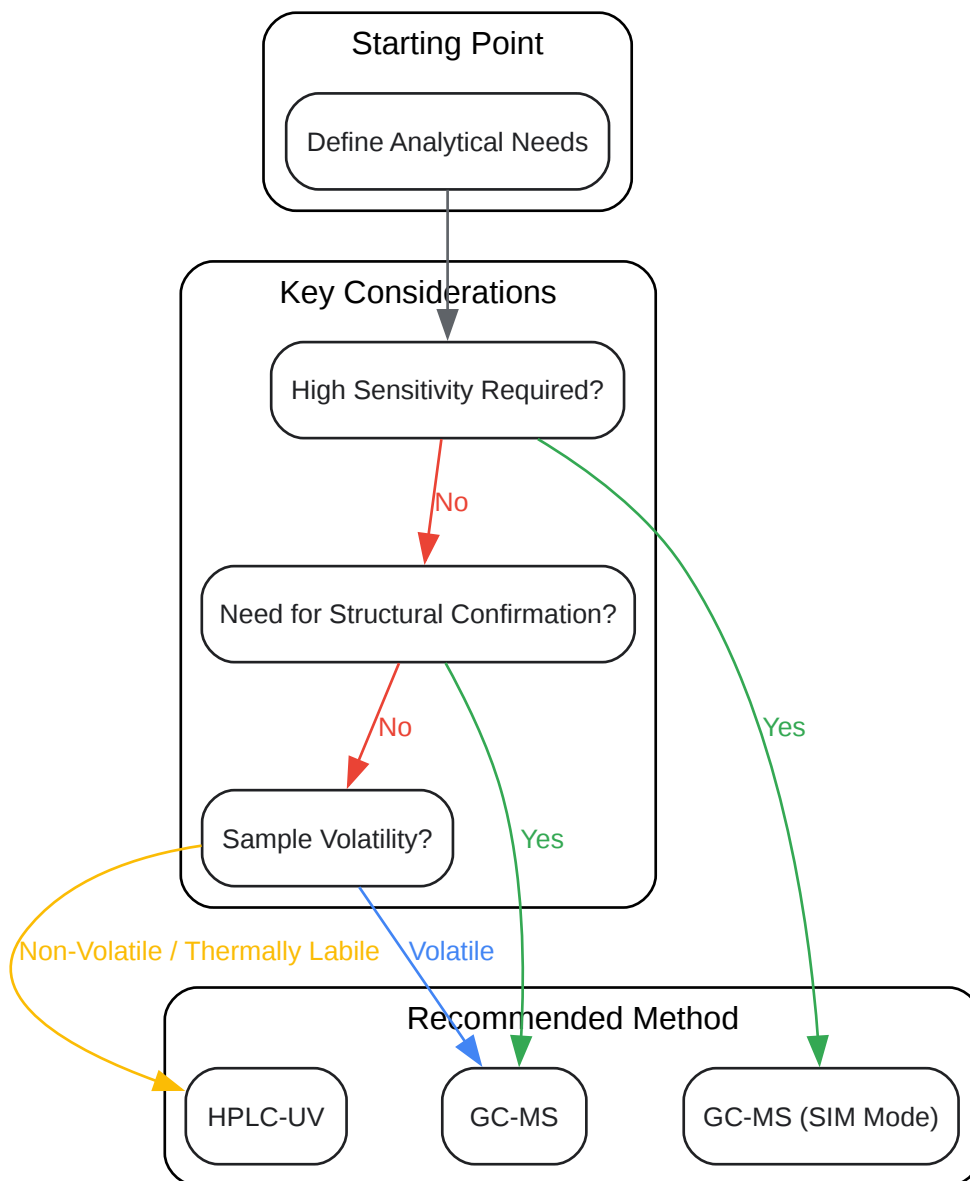 Starting Point
Define Analytical Needs
Key Considerations
High Sensitivity Required?
No
Need for Structural Confirmation?
No
Yes
Sample Volatility?
Yes
Non-Volatile / Thermally Labile
Volatile
Recommended Method
HPLC-UV
GC-MS
GC-MS (SIM Mode)